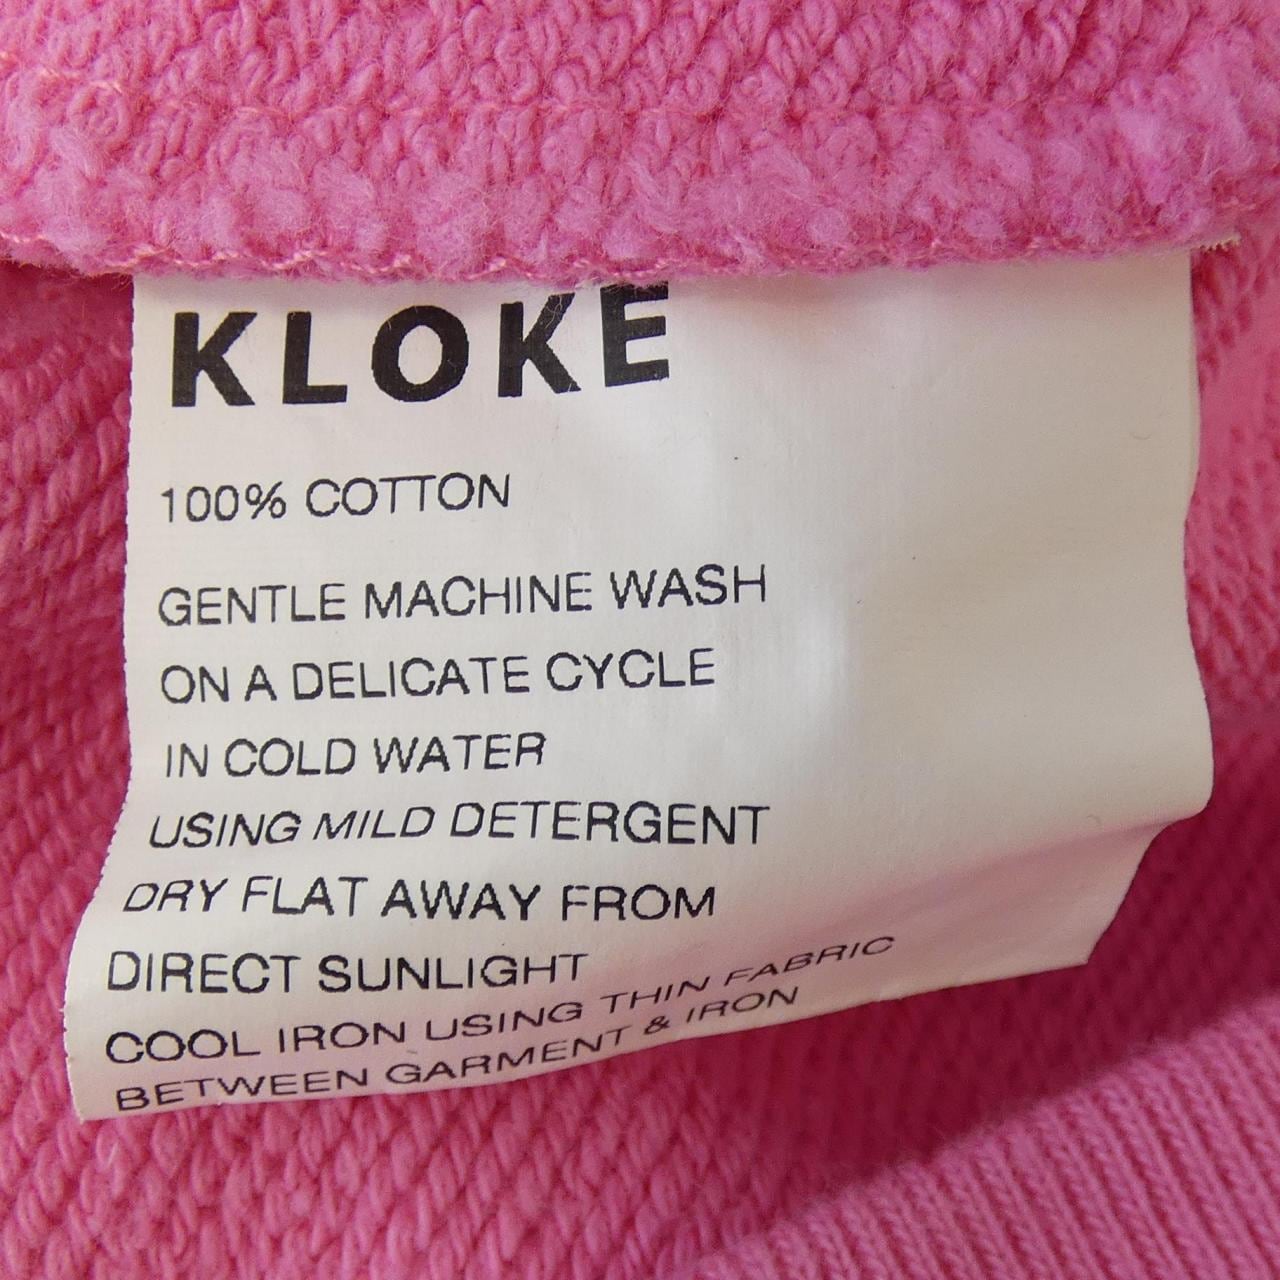 KLOKE
100% COTTON
GENTLE MACHINE WASH
ON A DELICATE CYCLE
IN COLD WATER
USING MILD DETERGENT
DRY FLAT AWAY FROM
DIRECT SUNLIGHT
COOL IRON USING THIN FABRIC
BETWEEN GARMENT & IRON